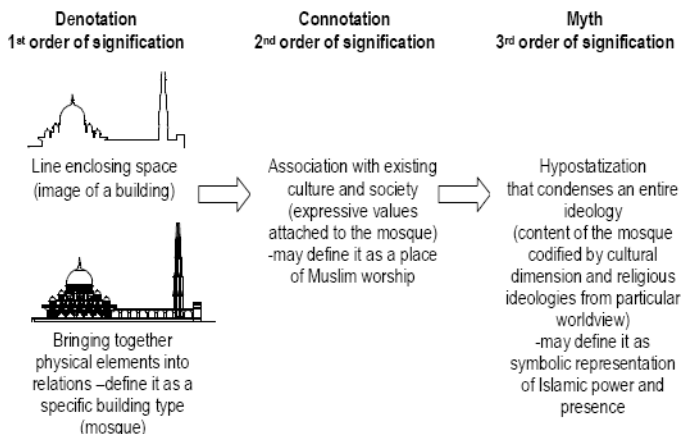 Denotation
1st order of signification
Line enclosing space
(image of a building)
Bringing together
physical elements into
relations –define it as a
specific building type
(mosque)
Connotation
2nd order of signification
Association with existing
culture and society
(expressive values
attached to the mosque)
-may define it as a place
of Muslim worship
Myth
3rd order of signification
Hypostatization
that condenses an entire
ideology
(content of the mosque
codified by cultural
dimension and religious
ideologies from particular
worldview)
-may define it as
symbolic representation
of Islamic power and
presence